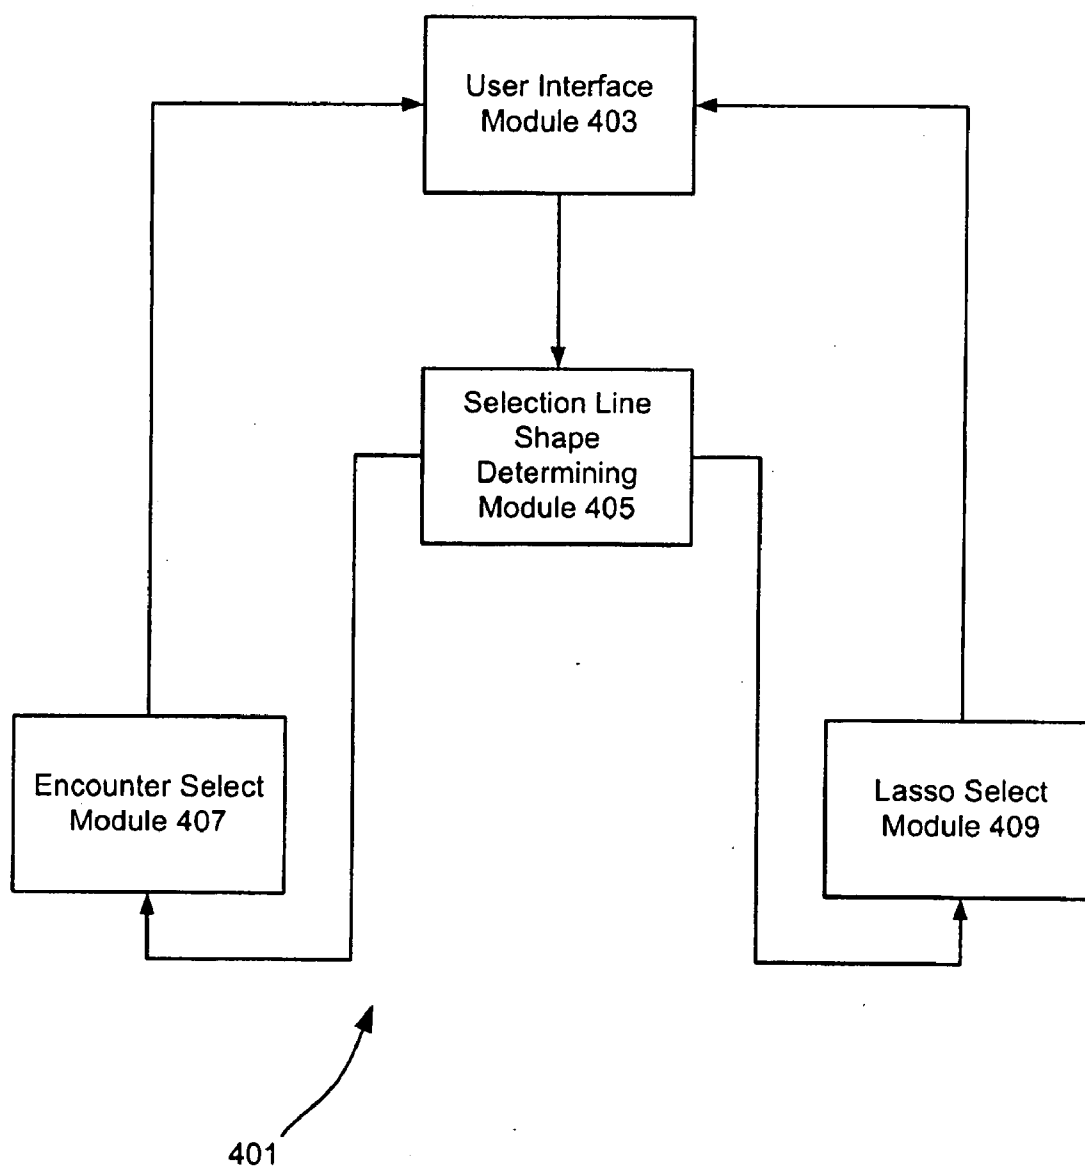 User Interface
Module 403
Selection Line
Shape
Determining
Module 405
Encounter Select
Module 407
Lasso Select
Module 409
401